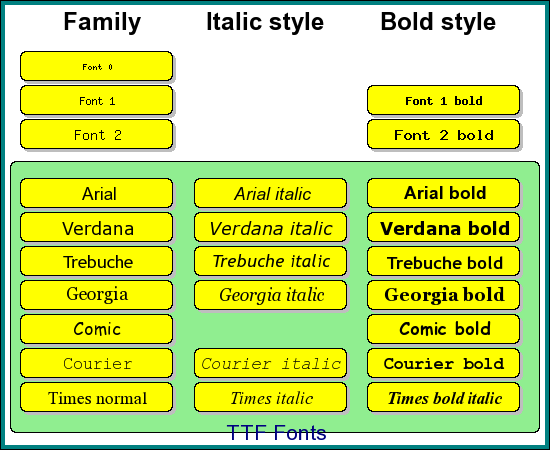 Family Italic style Bold style
Font 0
Font 1 Font 1 bold
Font 2 Font 2 bold
Arial Arial italic Arial bold
Verdana Verdana italic Verdana bold
Trebuche Trebuche italic Trebuche bold
Georgia Georgia italic Georgia bold
Comic Comic bold
Courier Courier italic Courier bold
Times normal Times italic Times bold italic
TTF Fonts